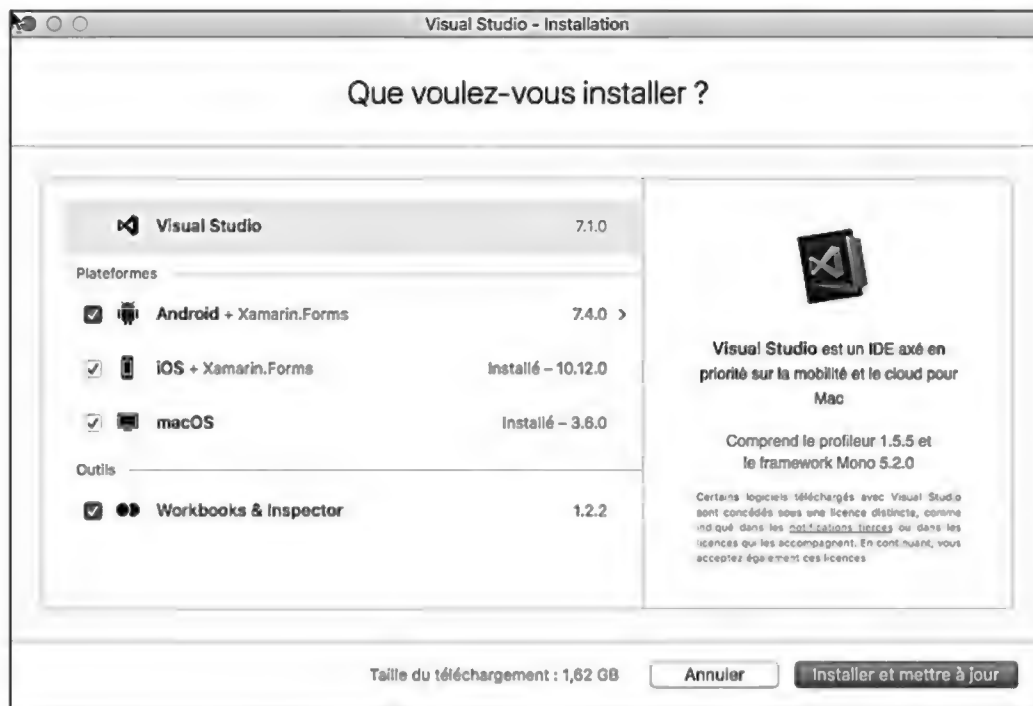 Visual Studio - Installation
Que voulez-vous installer ?
Visual Studio 7.1.0
Plateformes
Android + Xamarin.Forms 7.4.0 >
iOS + Xamarin.Forms Installé – 10.12.0
macOS Installé – 3.6.0
Outils
Workbooks & Inspector 1.2.2
Visual Studio est un IDE axé en
priorité sur la mobilité et le cloud pour
Mac
Comprend le profileur 1.5.5 et
le framework Mono 5.2.0
Certains logiciels téléchargés avec Visual Studio
sont concédés sous une licence distincte, comme
indiqué dans les notifications tierces ou dans les
licences qui les accompagnent. En continuant, vous
acceptez également ces licences
Taille du téléchargement : 1,62 GB
Annuler
Installer et mettre à jour